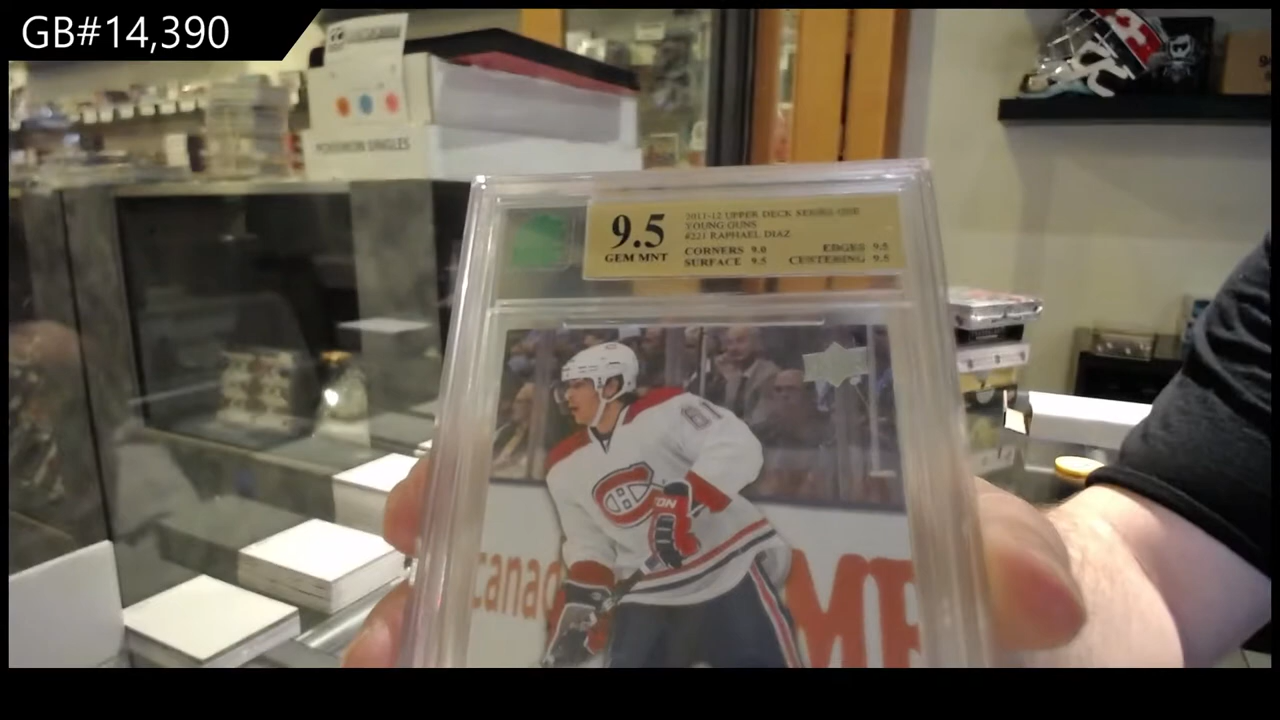 GB#14,390
POKEMON SINGLES
9.5
GEM MNT
2011-12 UPPER DECK SERIES ONE
YOUNG GUNS
#221 RAPHAEL DIAZ
CORNERS 9.0 EDGES 9.5
SURFACE 9.5 CENTERING 9.5
61
canad